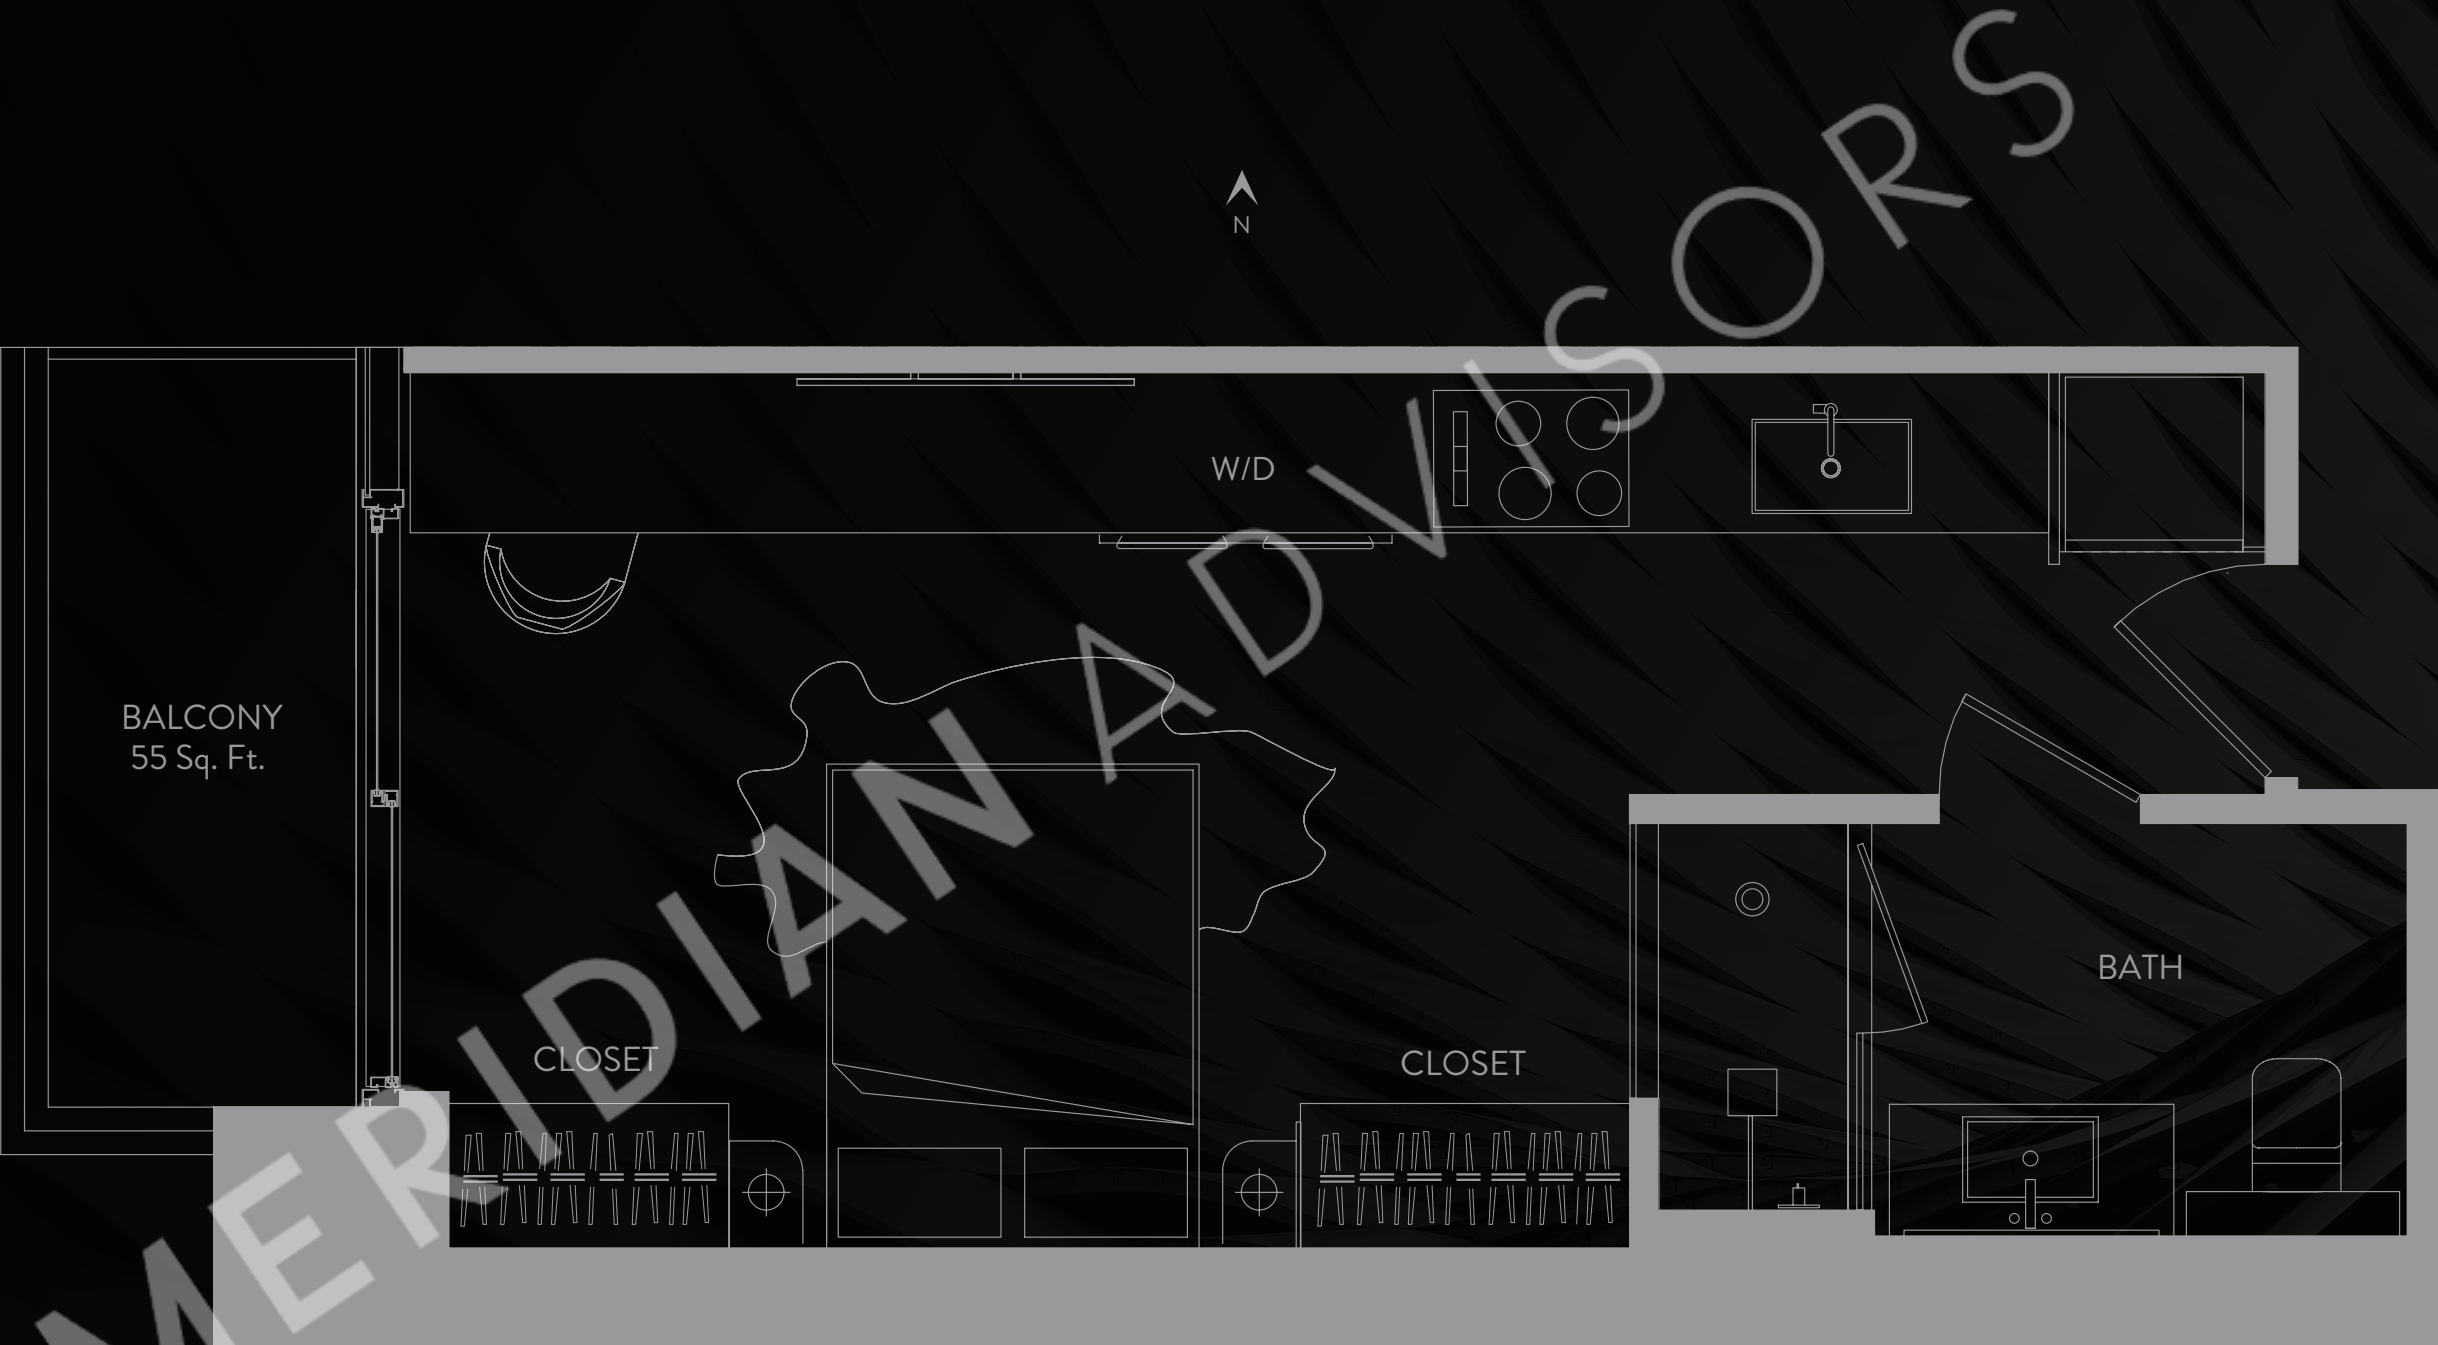 N
W/D
BALCONY
55 Sq. Ft.
BATH
CLOSET
CLOSET
MERIDIAN ADVISORS